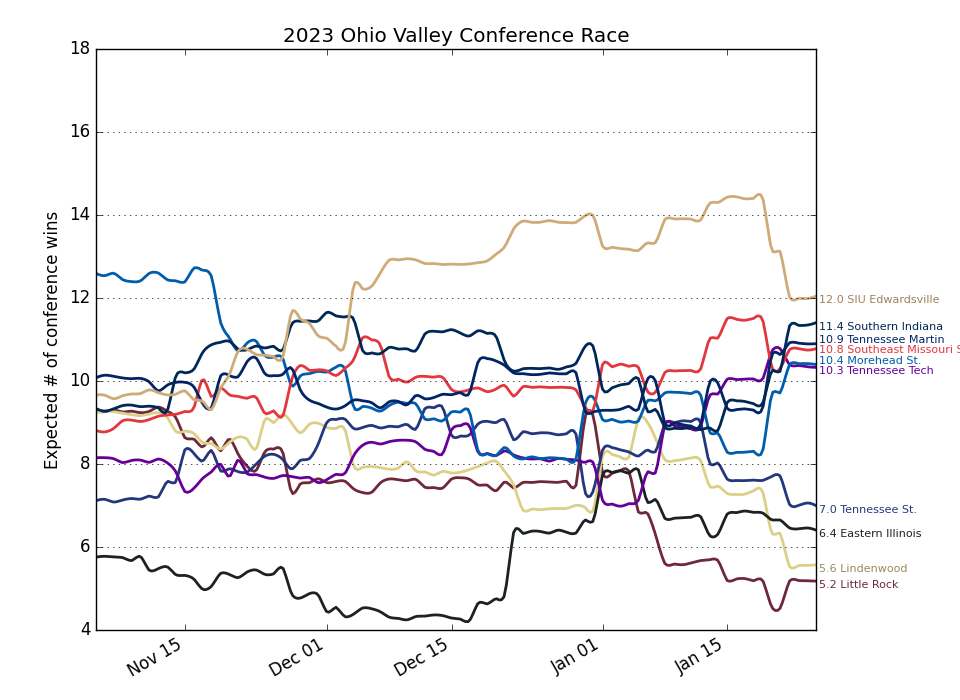 2023 Ohio Valley Conference Race
Expected # of conference wins
18
16
14
12
10
8
6
4
12.0 SIU Edwardsville
11.4 Southern Indiana
10.9 Tennessee Martin
10.8 Southeast Missouri S
10.4 Morehead St.
10.3 Tennessee Tech
7.0 Tennessee St.
6.4 Eastern Illinois
5.6 Lindenwood
5.2 Little Rock
Nov 15
Dec 01
Dec 15
Jan 01
Jan 15